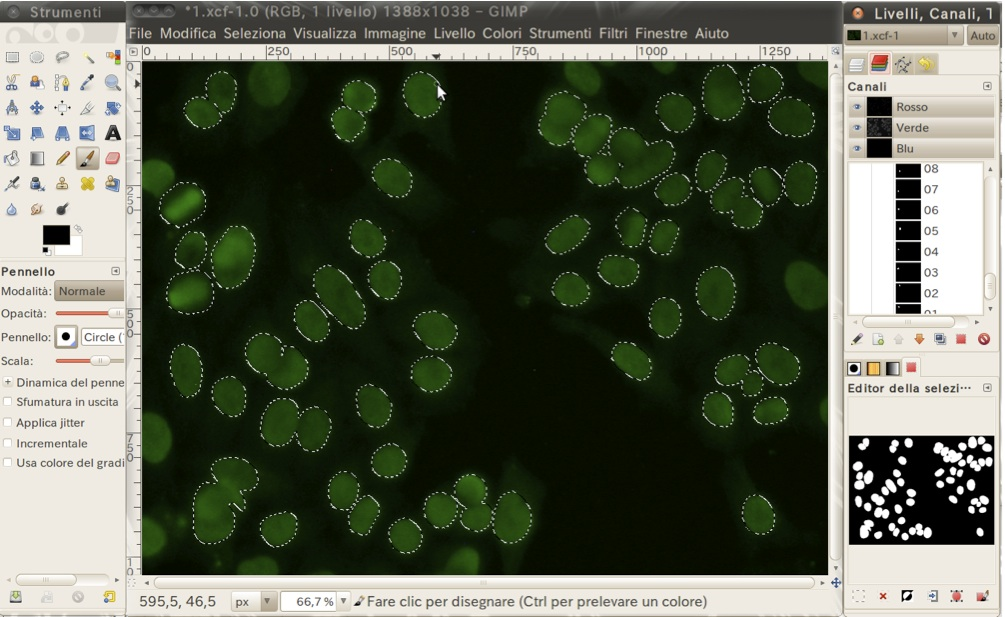 Strumenti
*1.xcf-1.0 (RGB, 1 livello) 1388x1038 – GIMP
Livelli, Canali, T
File Modifica Seleziona Visualizza Immagine Livello Colori Strumenti Filtri Finestre Aiuto
1.xcf-1
Auto
0 250 500 750 1000 1250
Canali
Rosso
Verde
Blu
08
07
06
05
04
03
02
01
Pennello
Modalità: Normale
Opacità:
Pennello: Circle (
Scala:
Dinamica del penne
Sfumatura in uscita
Applica jitter
Incrementale
Usa colore del gradi
Editor della selezi···
595,5, 46,5
px
66,7%
Fare clic per disegnare (Ctrl per prelevare un colore)